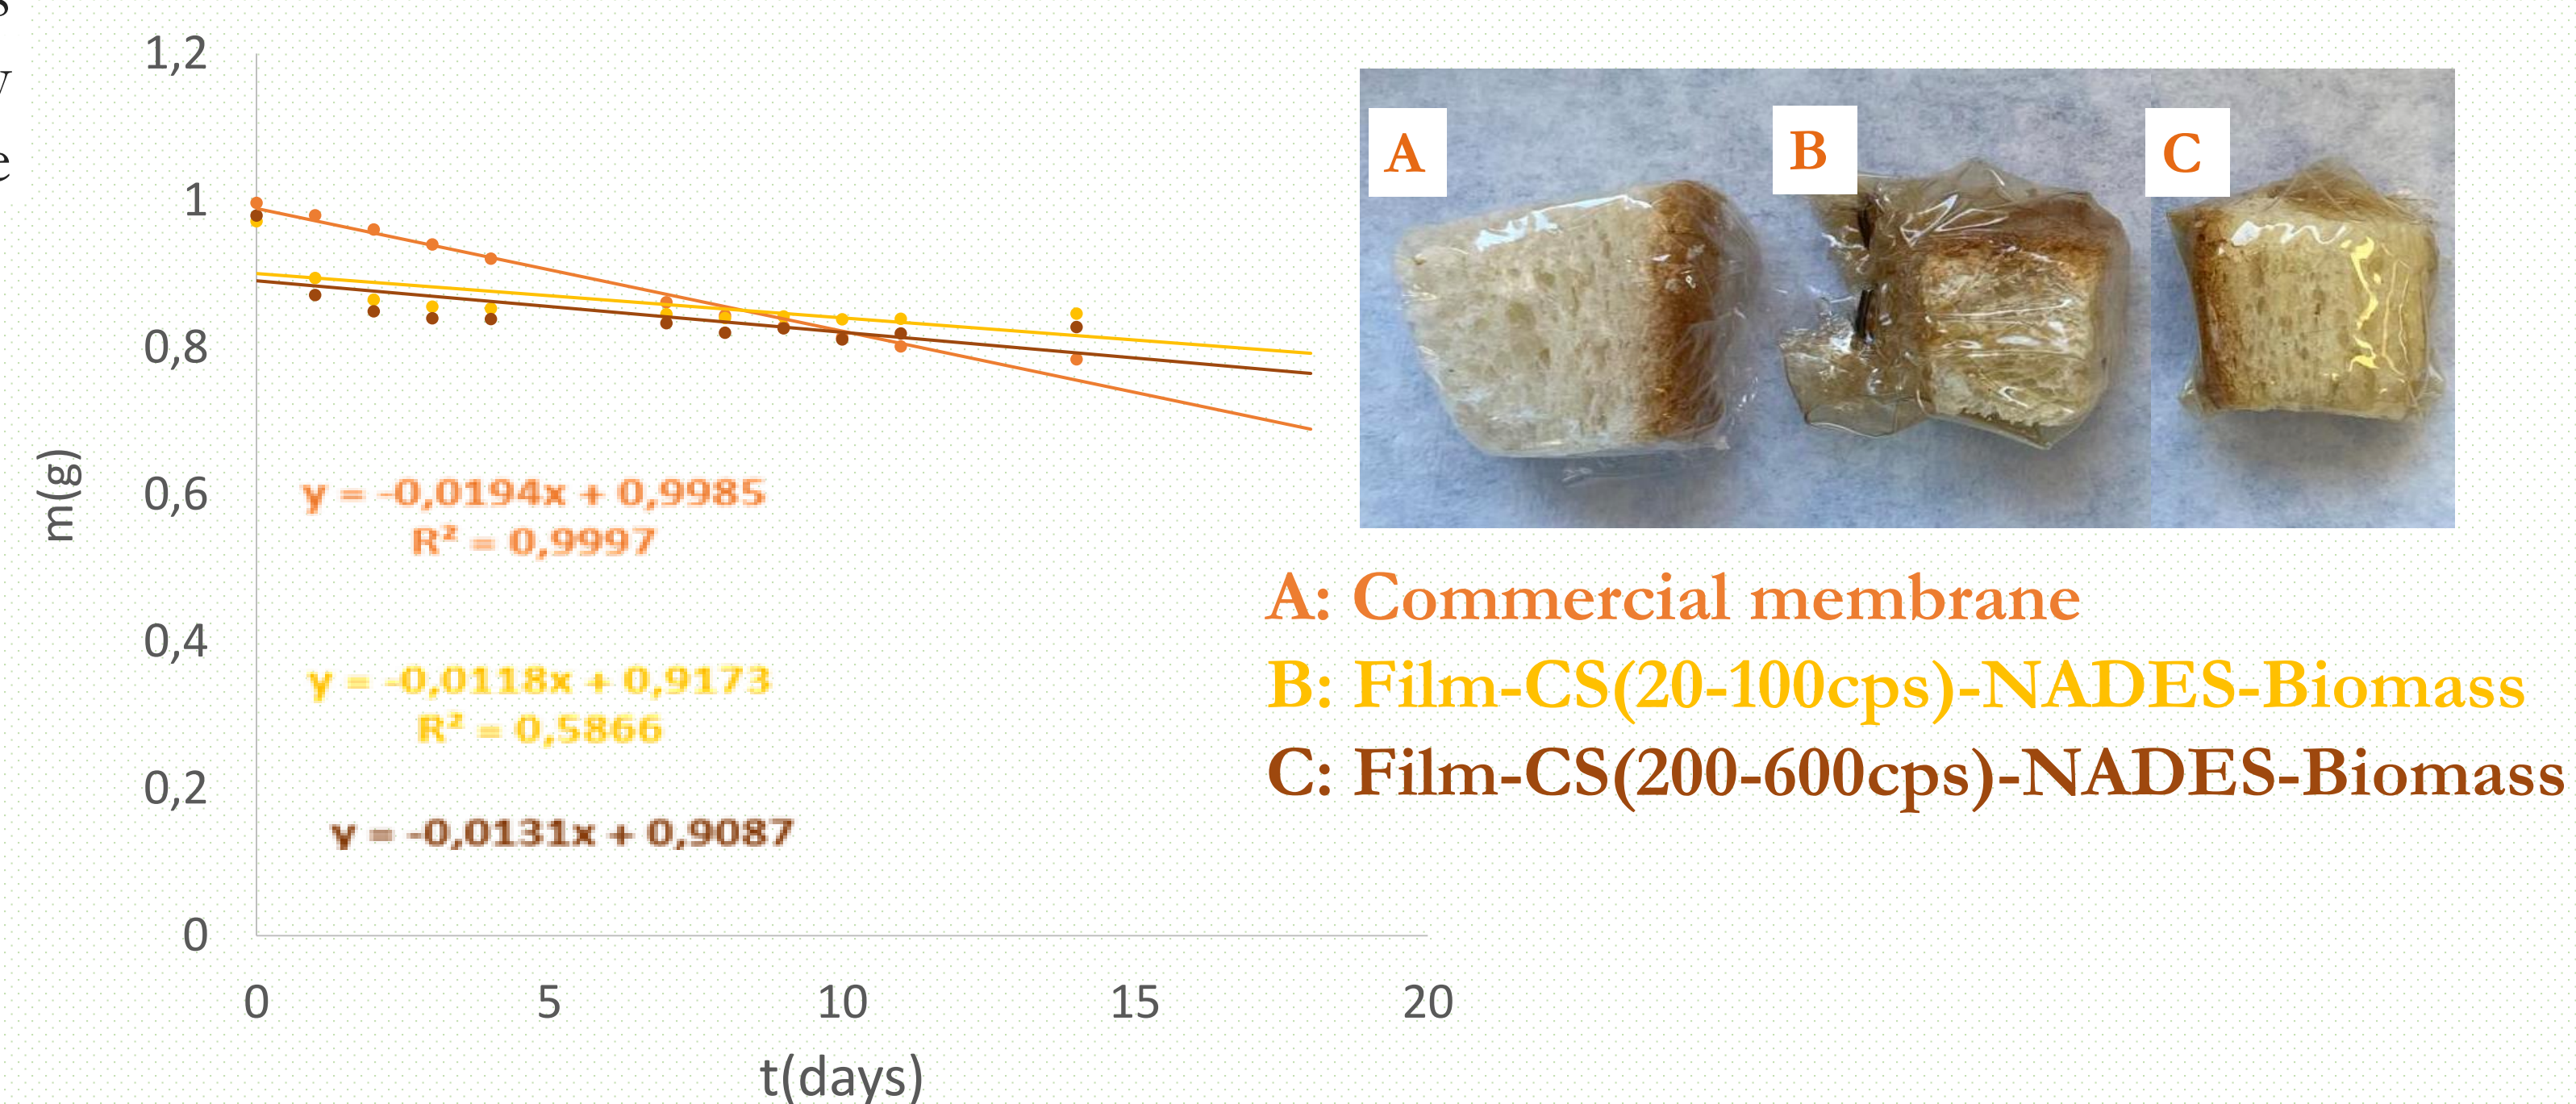 s
y
e
1,2
1
0,8
0,6
0,4
0,2
0
m(g)
y = -0,0194x + 0,9985
R² = 0,9997
y = -0,0118x + 0,9173
R² = 0,5866
y = -0,0131x + 0,9087
0 5 10 15 20
t(days)
A B C
A: Commercial membrane
B: Film-CS(20-100cps)-NADES-Biomass
C: Film-CS(200-600cps)-NADES-Biomass